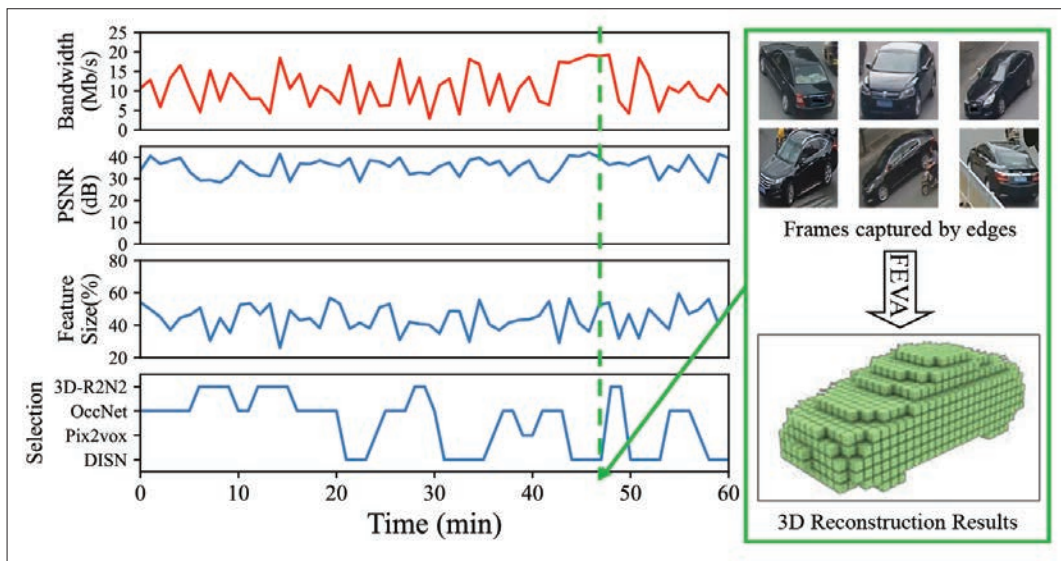 Bandwidth
(Mb/s)
25
20
15
10
5
0
PSNR
(dB)
40
30
20
10
0
Feature
Size(%)
80
60
40
20
Selection
3D-R2N2
OccNet
Pix2vox
DISN
0
10
20
30
40
50
60
Time (min)
Frames captured by edges
FEVA
3D Reconstruction Results